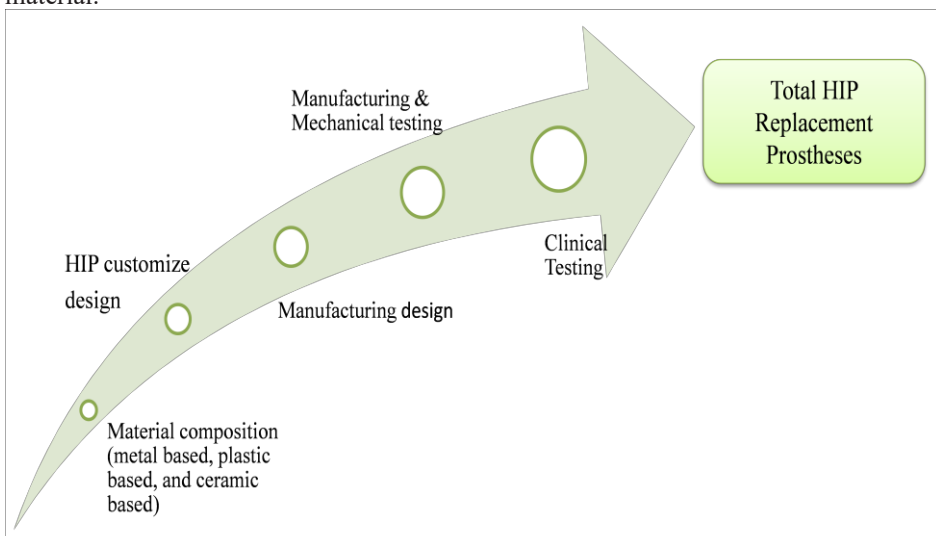 material.
Manufacturing &
Mechanical testing
Total HIP
Replacement
Prostheses
HIP customize
design
Clinical
Testing
Manufacturing design
Material composition
(metal based, plastic
based, and ceramic
based)